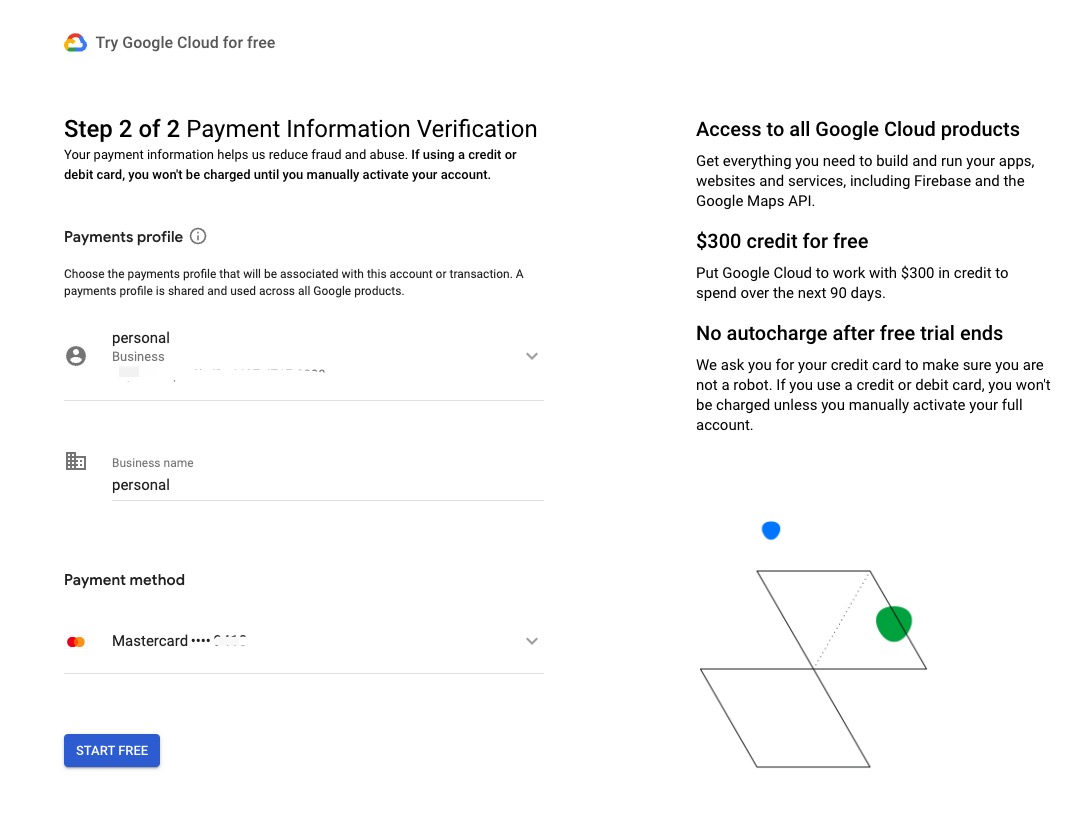 Try Google Cloud for free
Step 2 of 2 Payment Information Verification
Your payment information helps us reduce fraud and abuse. If using a credit or
debit card, you won't be charged until you manually activate your account.
Payments profile
Choose the payments profile that will be associated with this account or transaction. A
payments profile is shared and used across all Google products.
personal
Business
Business name
personal
Payment method
Mastercard ••••
START FREE
Access to all Google Cloud products
Get everything you need to build and run your apps,
websites and services, including Firebase and the
Google Maps API.
$300 credit for free
Put Google Cloud to work with $300 in credit to
spend over the next 90 days.
No autocharge after free trial ends
We ask you for your credit card to make sure you are
not a robot. If you use a credit or debit card, you won't
be charged unless you manually activate your full
account.